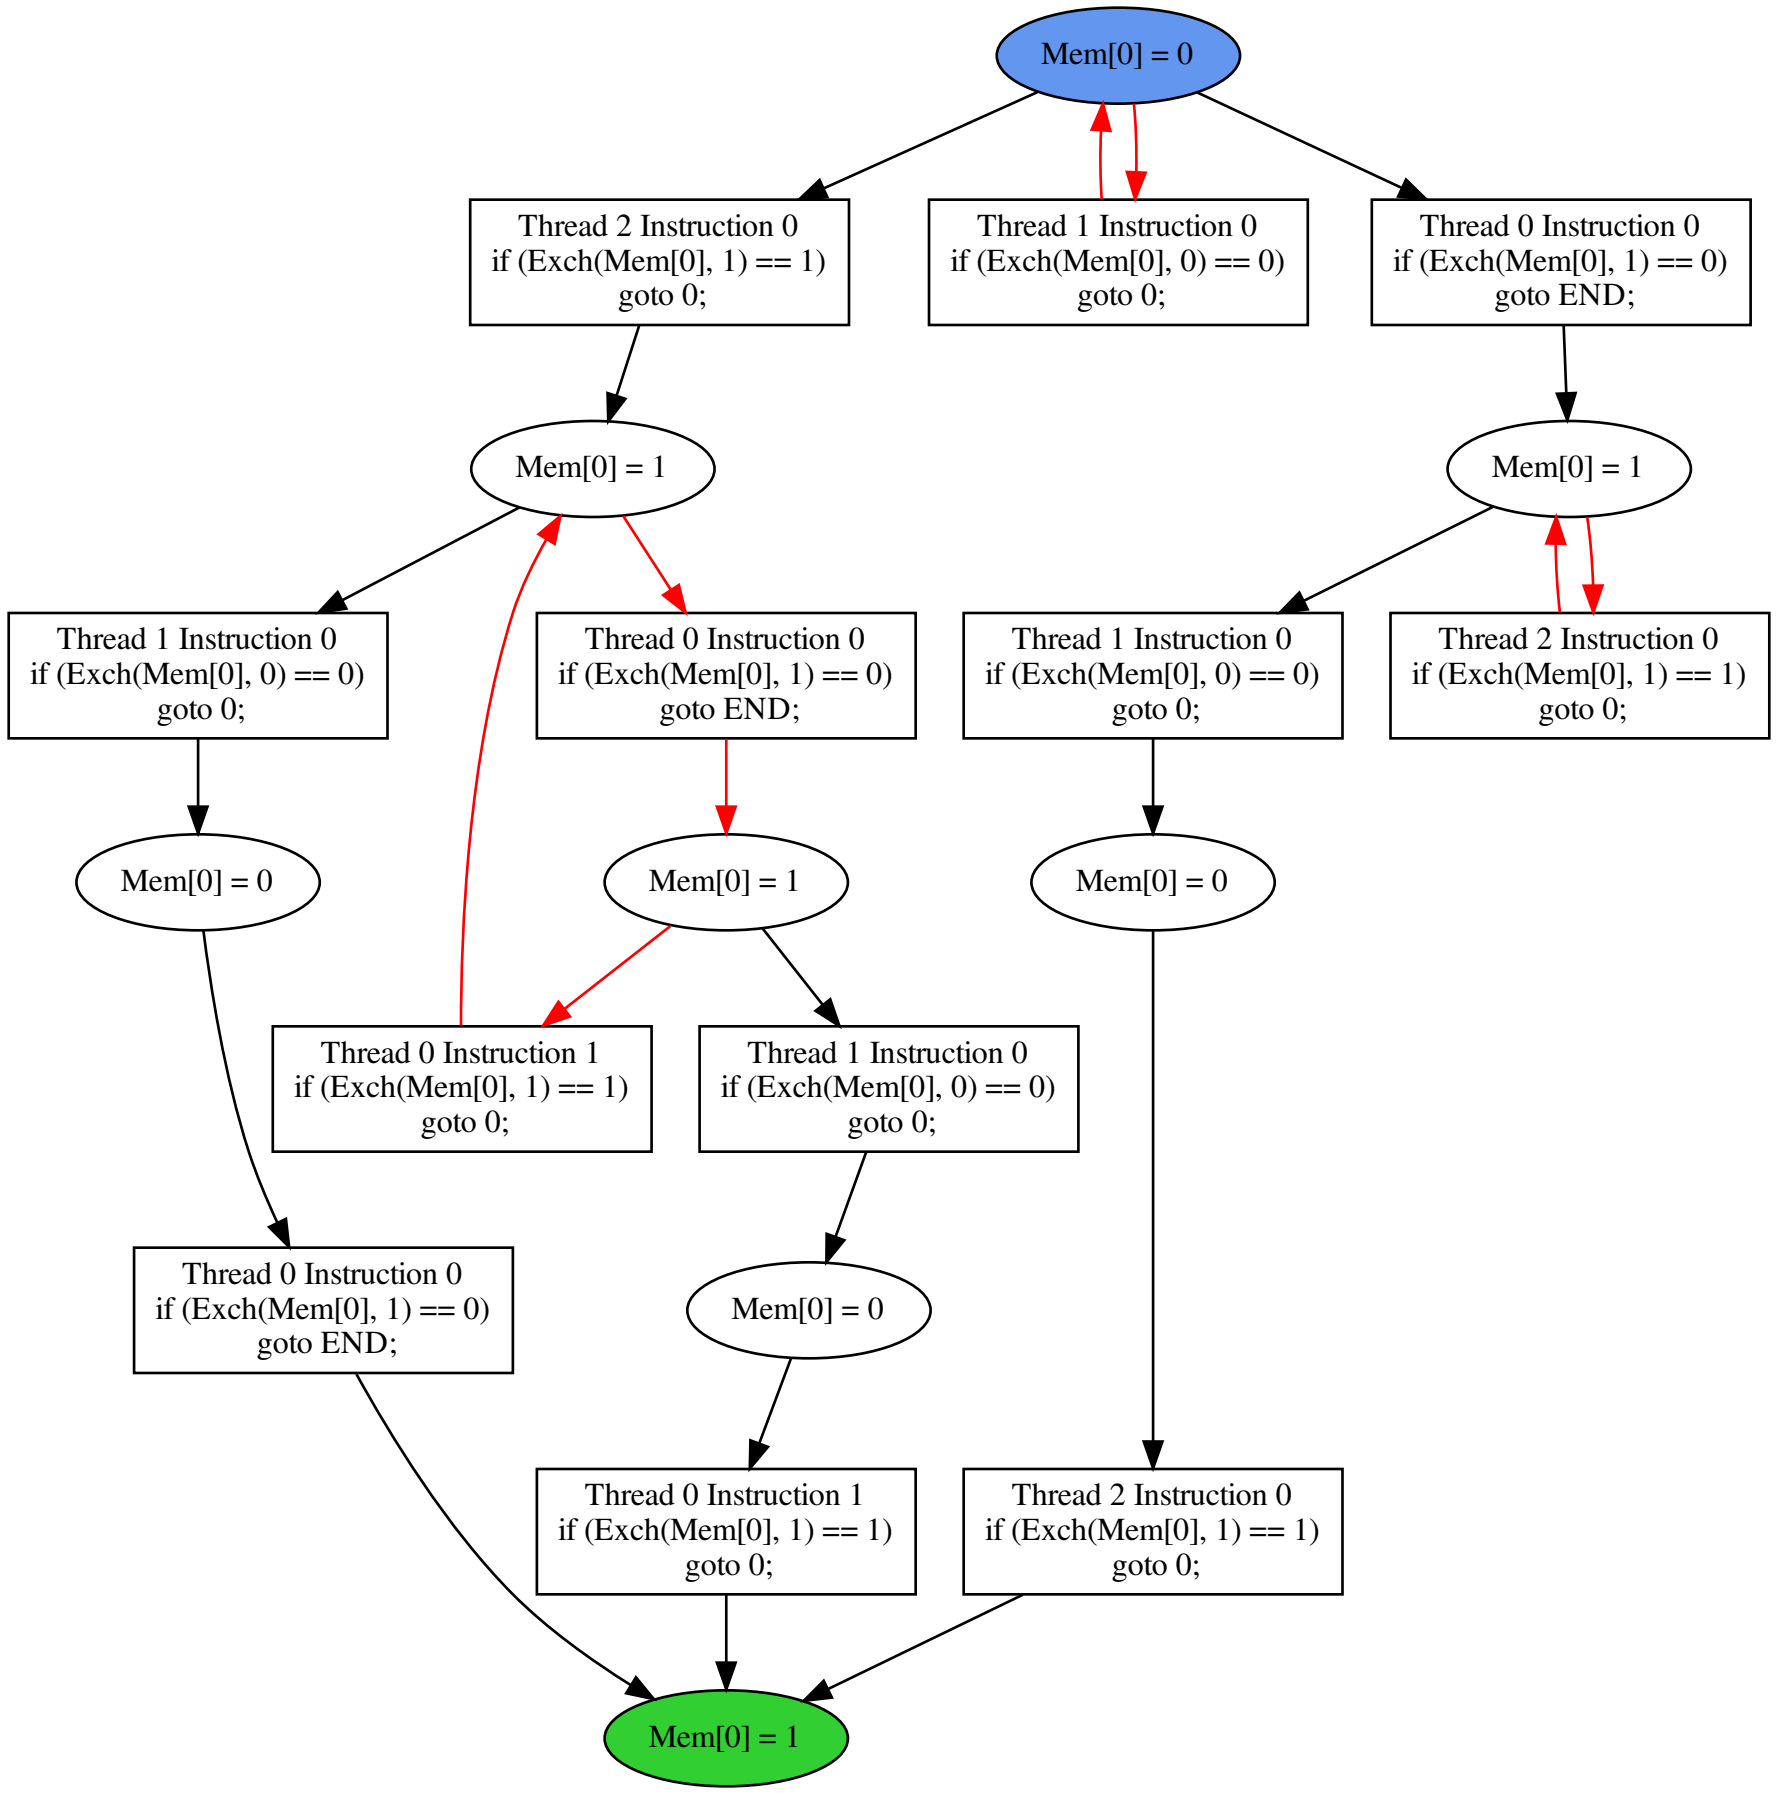 Mem[0] = 0
Thread 2 Instruction 0
if (Exch(Mem[0], 1) == 1)
goto 0;
Thread 1 Instruction 0
if (Exch(Mem[0], 0) == 0)
goto 0;
Thread 0 Instruction 0
if (Exch(Mem[0], 1) == 0)
goto END;
Mem[0] = 1
Mem[0] = 1
Thread 1 Instruction 0
if (Exch(Mem[0], 0) == 0)
goto 0;
Thread 0 Instruction 0
if (Exch(Mem[0], 1) == 0)
goto END;
Thread 1 Instruction 0
if (Exch(Mem[0], 0) == 0)
goto 0;
Thread 2 Instruction 0
if (Exch(Mem[0], 1) == 1)
goto 0;
Mem[0] = 0
Mem[0] = 1
Mem[0] = 0
Thread 0 Instruction 1
if (Exch(Mem[0], 1) == 1)
goto 0;
Thread 1 Instruction 0
if (Exch(Mem[0], 0) == 0)
goto 0;
Thread 0 Instruction 0
if (Exch(Mem[0], 1) == 0)
goto END;
Mem[0] = 0
Thread 0 Instruction 1
if (Exch(Mem[0], 1) == 1)
goto 0;
Thread 2 Instruction 0
if (Exch(Mem[0], 1) == 1)
goto 0;
Mem[0] = 1